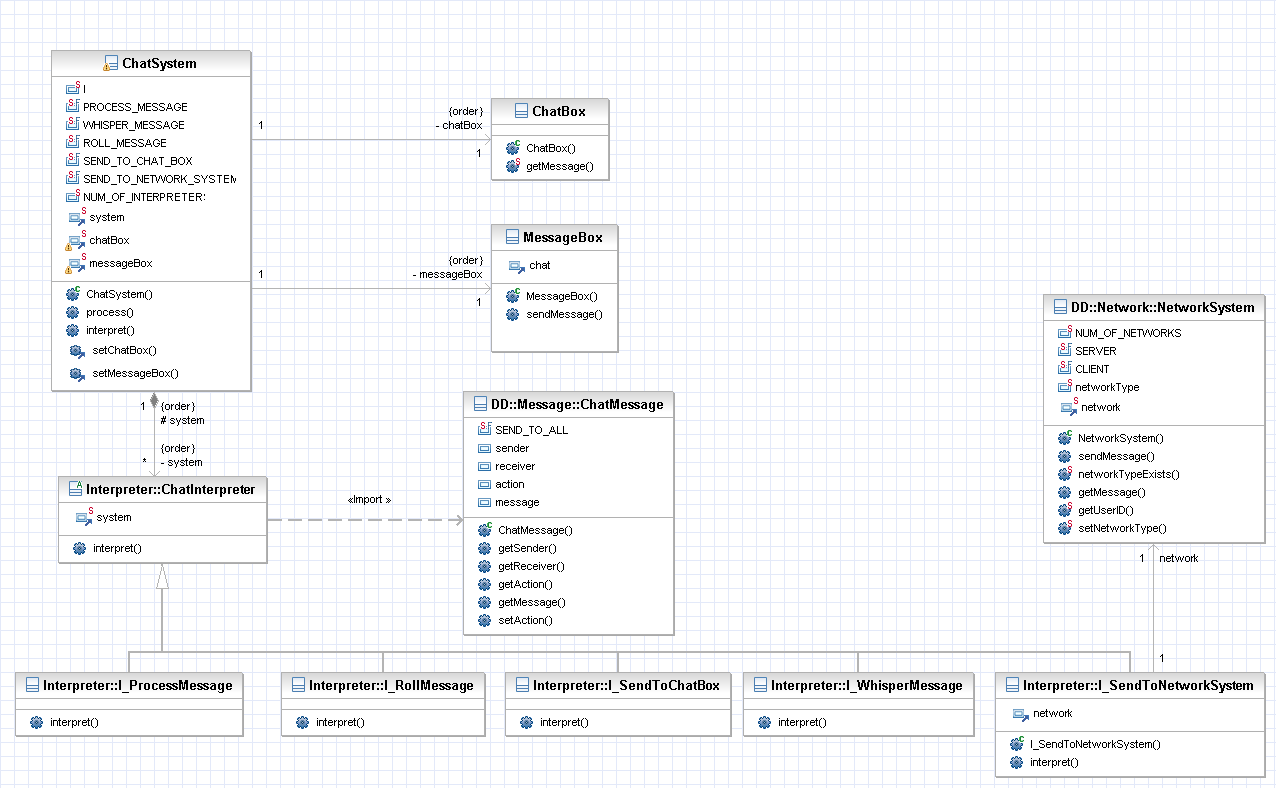 ChatSystem
I
PROCESS_MESSAGE
WHISPER_MESSAGE
ROLL_MESSAGE
SEND_TO_CHAT_BOX
SEND_TO_NETWORK_SYSTEM
NUM_OF_INTERPRETER
system
chatBox
messageBox
ChatSystem()
process()
interpret()
setChatBox()
setMessageBox()
1
{order}
- chatBox
1
ChatBox
ChatBox()
getMessage()
1
{order}
- messageBox
1
MessageBox
chat
MessageBox()
sendMessage()
1
{order}
# system
{order}
*
- system
Interpreter::ChatInterpreter
system
interpret()
«Import »
DD::Message::ChatMessage
SEND_TO_ALL
sender
receiver
action
message
ChatMessage()
getSender()
getReceiver()
getAction()
getMessage()
setAction()
DD::Network::NetworkSystem
NUM_OF_NETWORKS
SERVER
CLIENT
networkType
network
NetworkSystem()
sendMessage()
networkTypeExists()
getMessage()
getUserID()
setNetworkType()
1
network
1
Interpreter::I_ProcessMessage
interpret()
Interpreter::I_RollMessage
interpret()
Interpreter::I_SendToChatBox
interpret()
Interpreter::I_WhisperMessage
interpret()
Interpreter::I_SendToNetworkSystem
network
I_SendToNetworkSystem()
interpret()